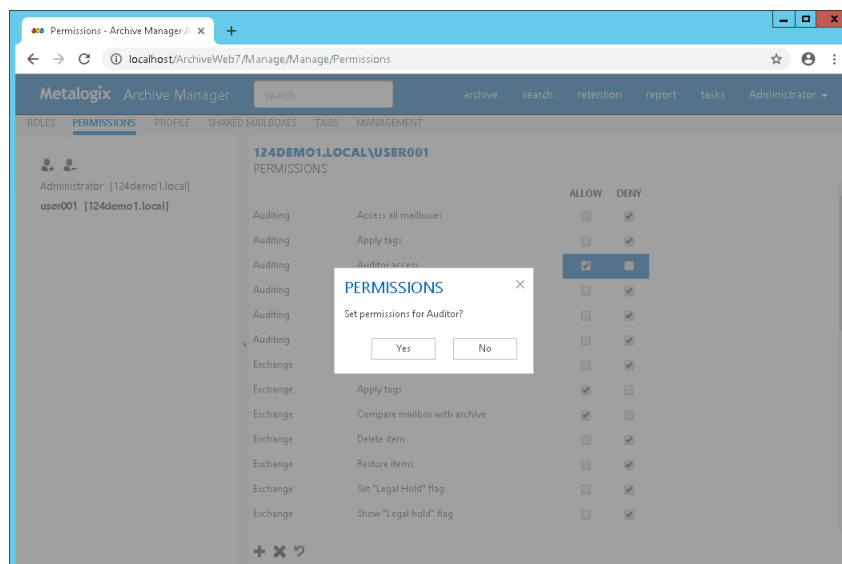 Permissions - Archive Manager A
localhost/ArchiveWeb7/Manage/Manage/Permissions
Metalogix Archive Manager search archive search retention report tasks Administrator
ROLES PERMISSIONS PROFILE SHARED MAILBOXES TAGS MANAGEMENT
Administrator [124demo1.local]
user001 [124demo1.local]
124DEMO1.LOCAL\USER001
PERMISSIONS
ALLOW DENY
Auditing Access all mailboxes
Auditing Apply tags
Auditing Auditor access
Auditing
Auditing
Auditing
Exchange
PERMISSIONS
Set permissions for Auditor?
Yes No
Exchange Apply tags
Exchange Compare mailbox with archive
Exchange Delete item
Exchange Restore items
Exchange Set "Legal Hold" flag
Exchange Show "Legal hold" flag